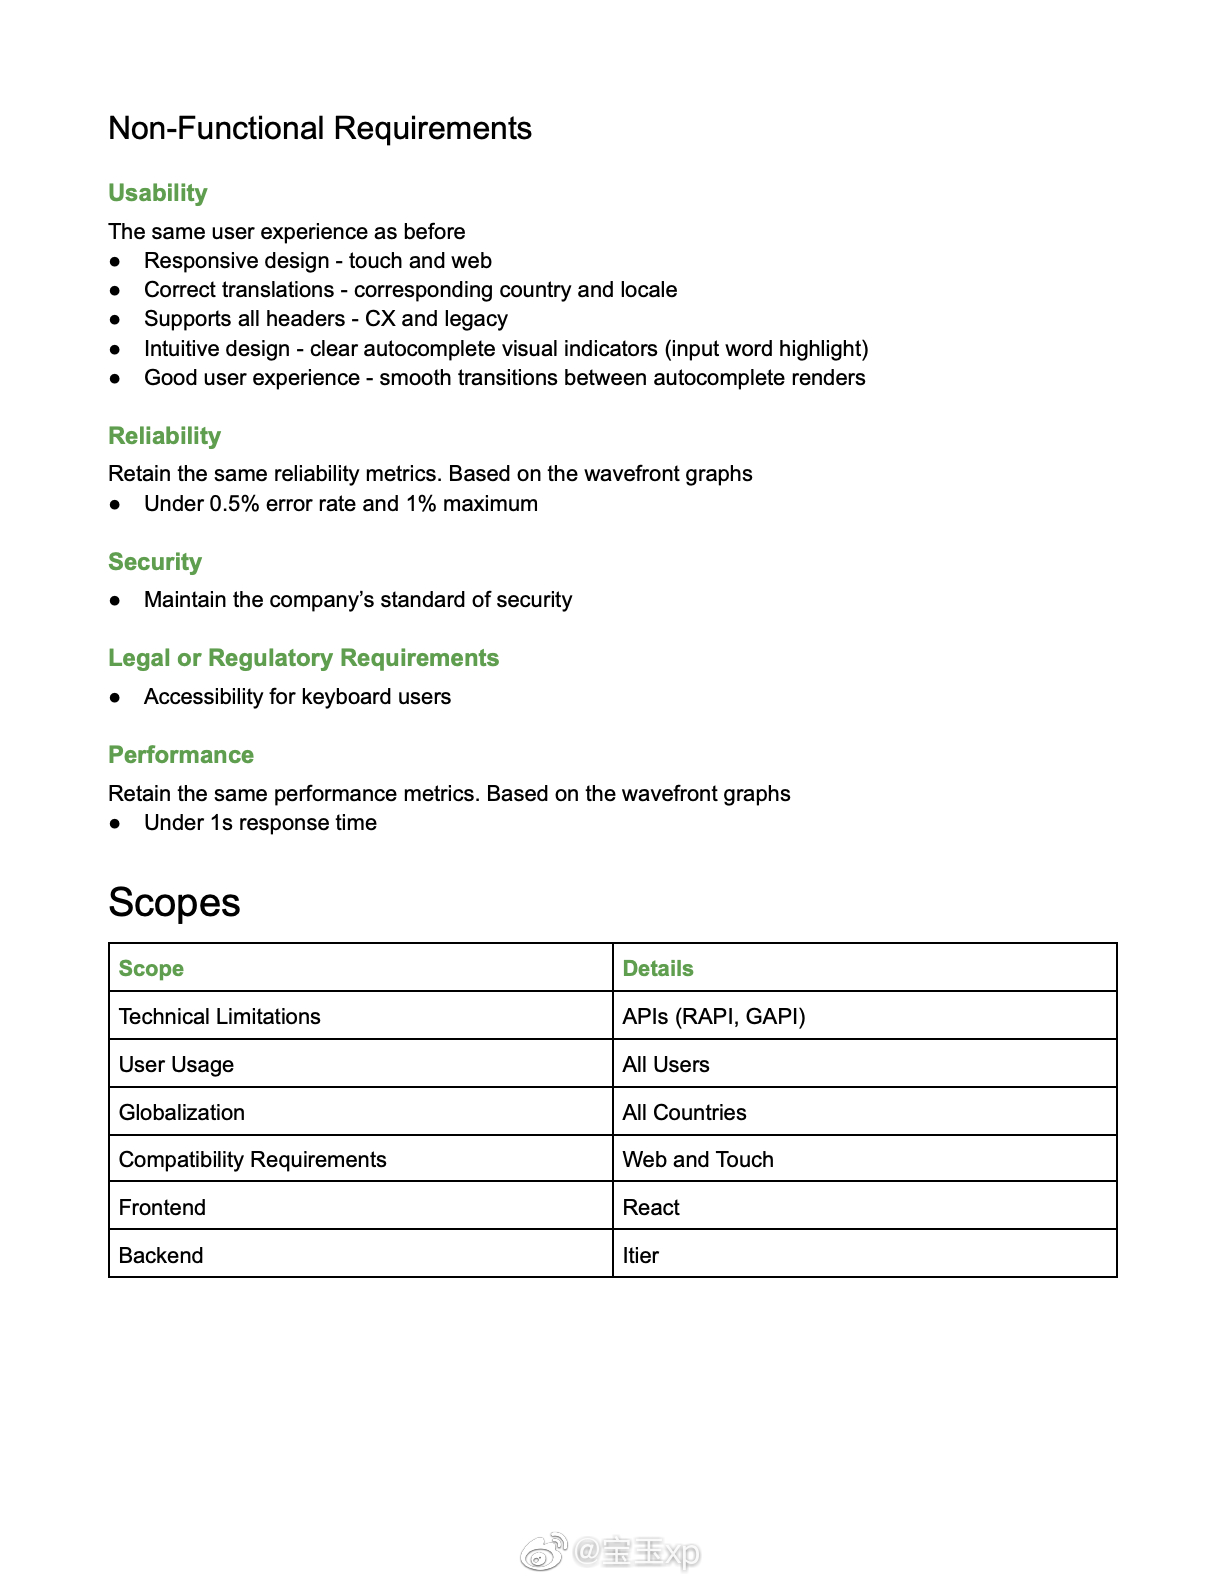 Non-Functional Requirements
Usability
The same user experience as before
● Responsive design - touch and web
● Correct translations - corresponding country and locale
● Supports all headers - CX and legacy
● Intuitive design - clear autocomplete visual indicators (input word highlight)
● Good user experience - smooth transitions between autocomplete renders
Reliability
Retain the same reliability metrics. Based on the wavefront graphs
● Under 0.5% error rate and 1% maximum
Security
● Maintain the company’s standard of security
Legal or Regulatory Requirements
● Accessibility for keyboard users
Performance
Retain the same performance metrics. Based on the wavefront graphs
● Under 1s response time
Scopes
Scope Details
Technical Limitations APIs (RAPI, GAPI)
User Usage All Users
Globalization All Countries
Compatibility Requirements Web and Touch
Frontend React
Backend Itier
@宝玉xp